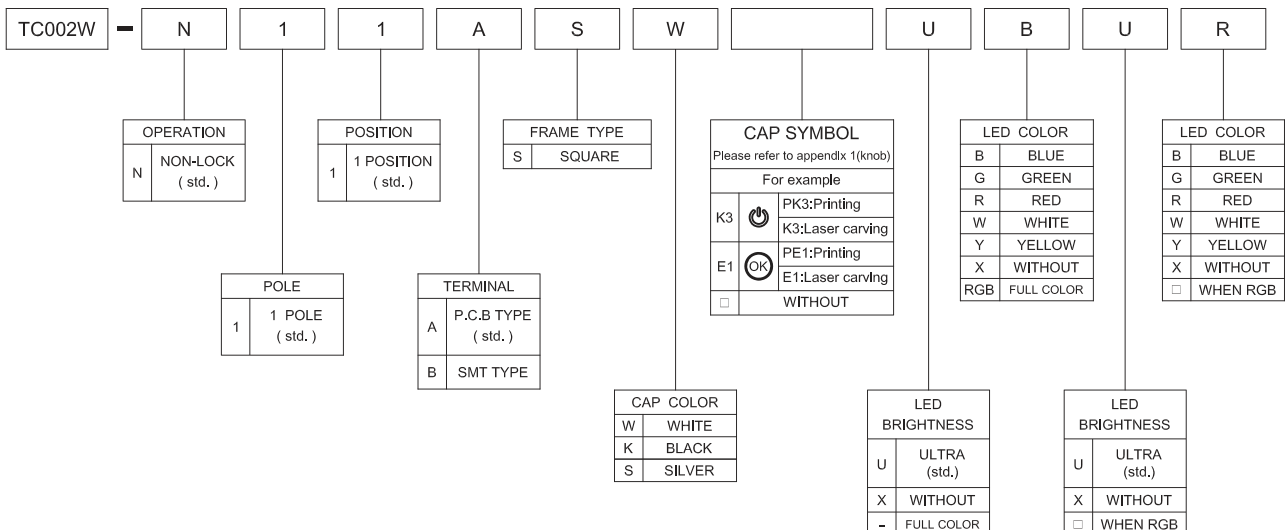 TC002W - N 1 1 A S W U B U R
OPERATION
N NON-LOCK
( std. )
POSITION
1 1 POSITION
( std. )
FRAME TYPE
S SQUARE
CAP SYMBOL
Please refer to appendix 1(knob)
For example
K3 PK3:Printing
K3:Laser carving
E1 OK PE1:Printing
E1:Laser carving
□ WITHOUT
LED COLOR
B BLUE
G GREEN
R RED
W WHITE
Y YELLOW
X WITHOUT
RGB FULL COLOR
LED COLOR
B BLUE
G GREEN
R RED
W WHITE
Y YELLOW
X WITHOUT
□ WHEN RGB
POLE
1 1 POLE
( std. )
TERMINAL
A P.C.B TYPE
( std. )
B SMT TYPE
CAP COLOR
W WHITE
K BLACK
S SILVER
LED
BRIGHTNESS
U ULTRA
(std.)
X WITHOUT
- FULL COLOR
LED
BRIGHTNESS
U ULTRA
(std.)
X WITHOUT
□ WHEN RGB